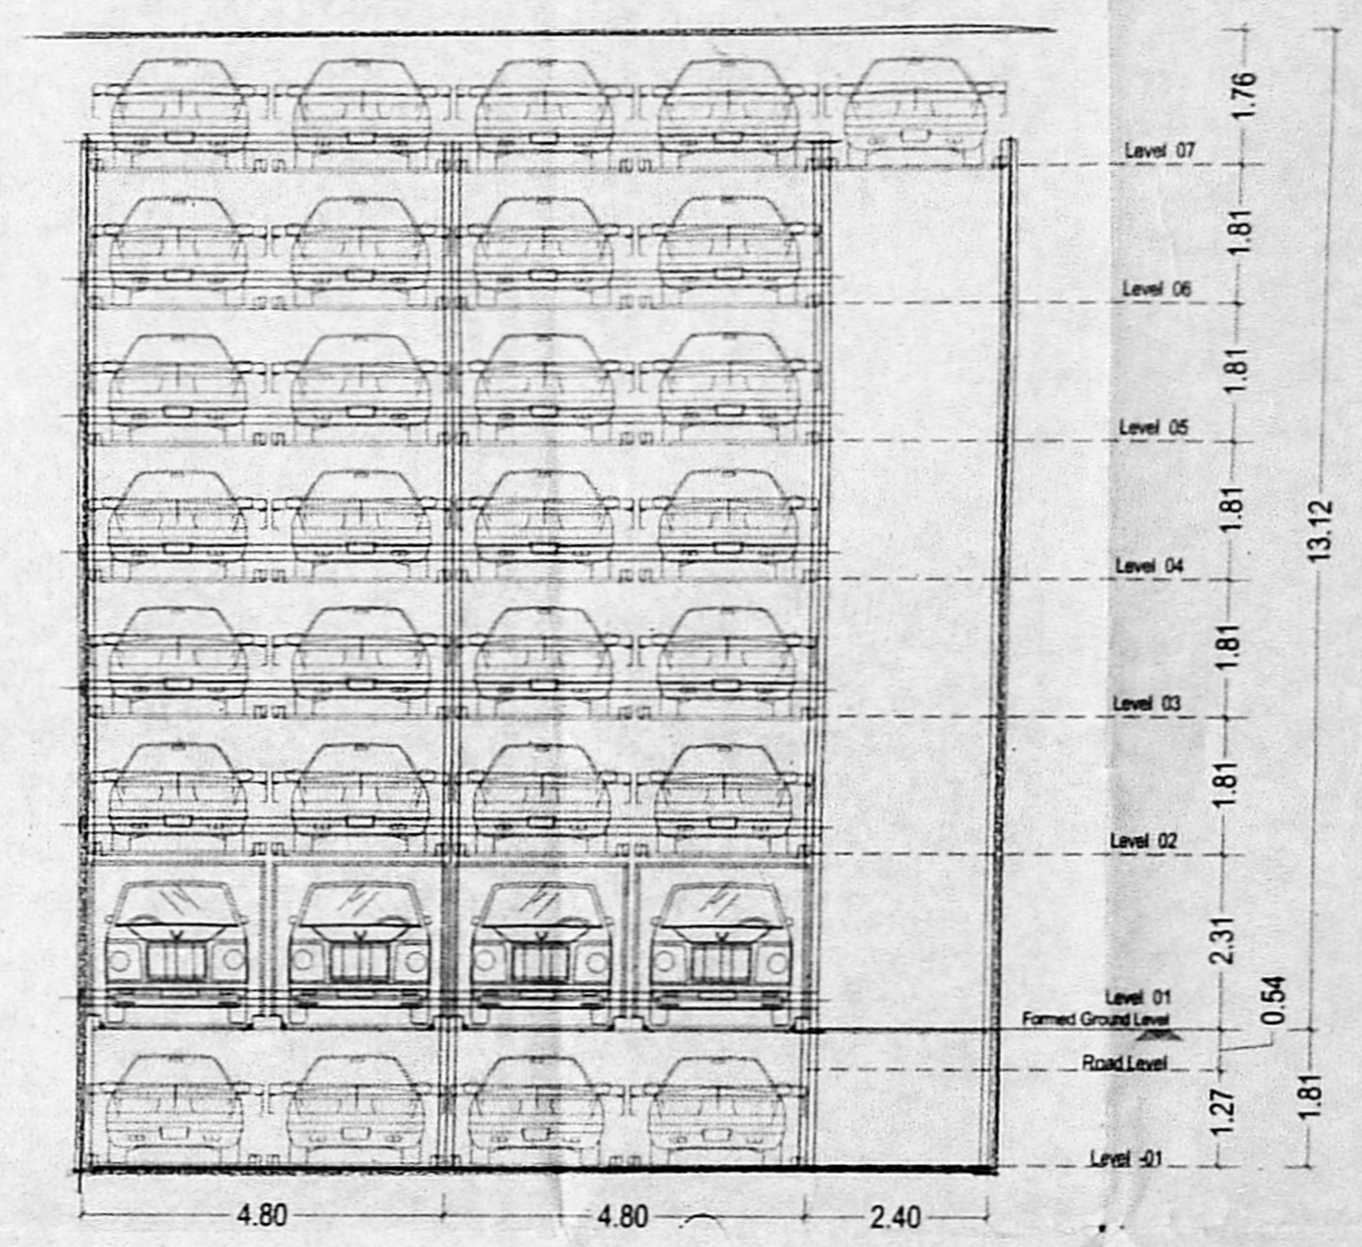 1.76
Level 07
1.81
Level 06
1.81
Level 05
1.81
Level 04
13.12
1.81
Level 03
1.81
Level 02
2.31
Level 01
0.54
Formed Ground Level
Road Level
1.27
1.81
Level -01
4.80
4.80
2.40